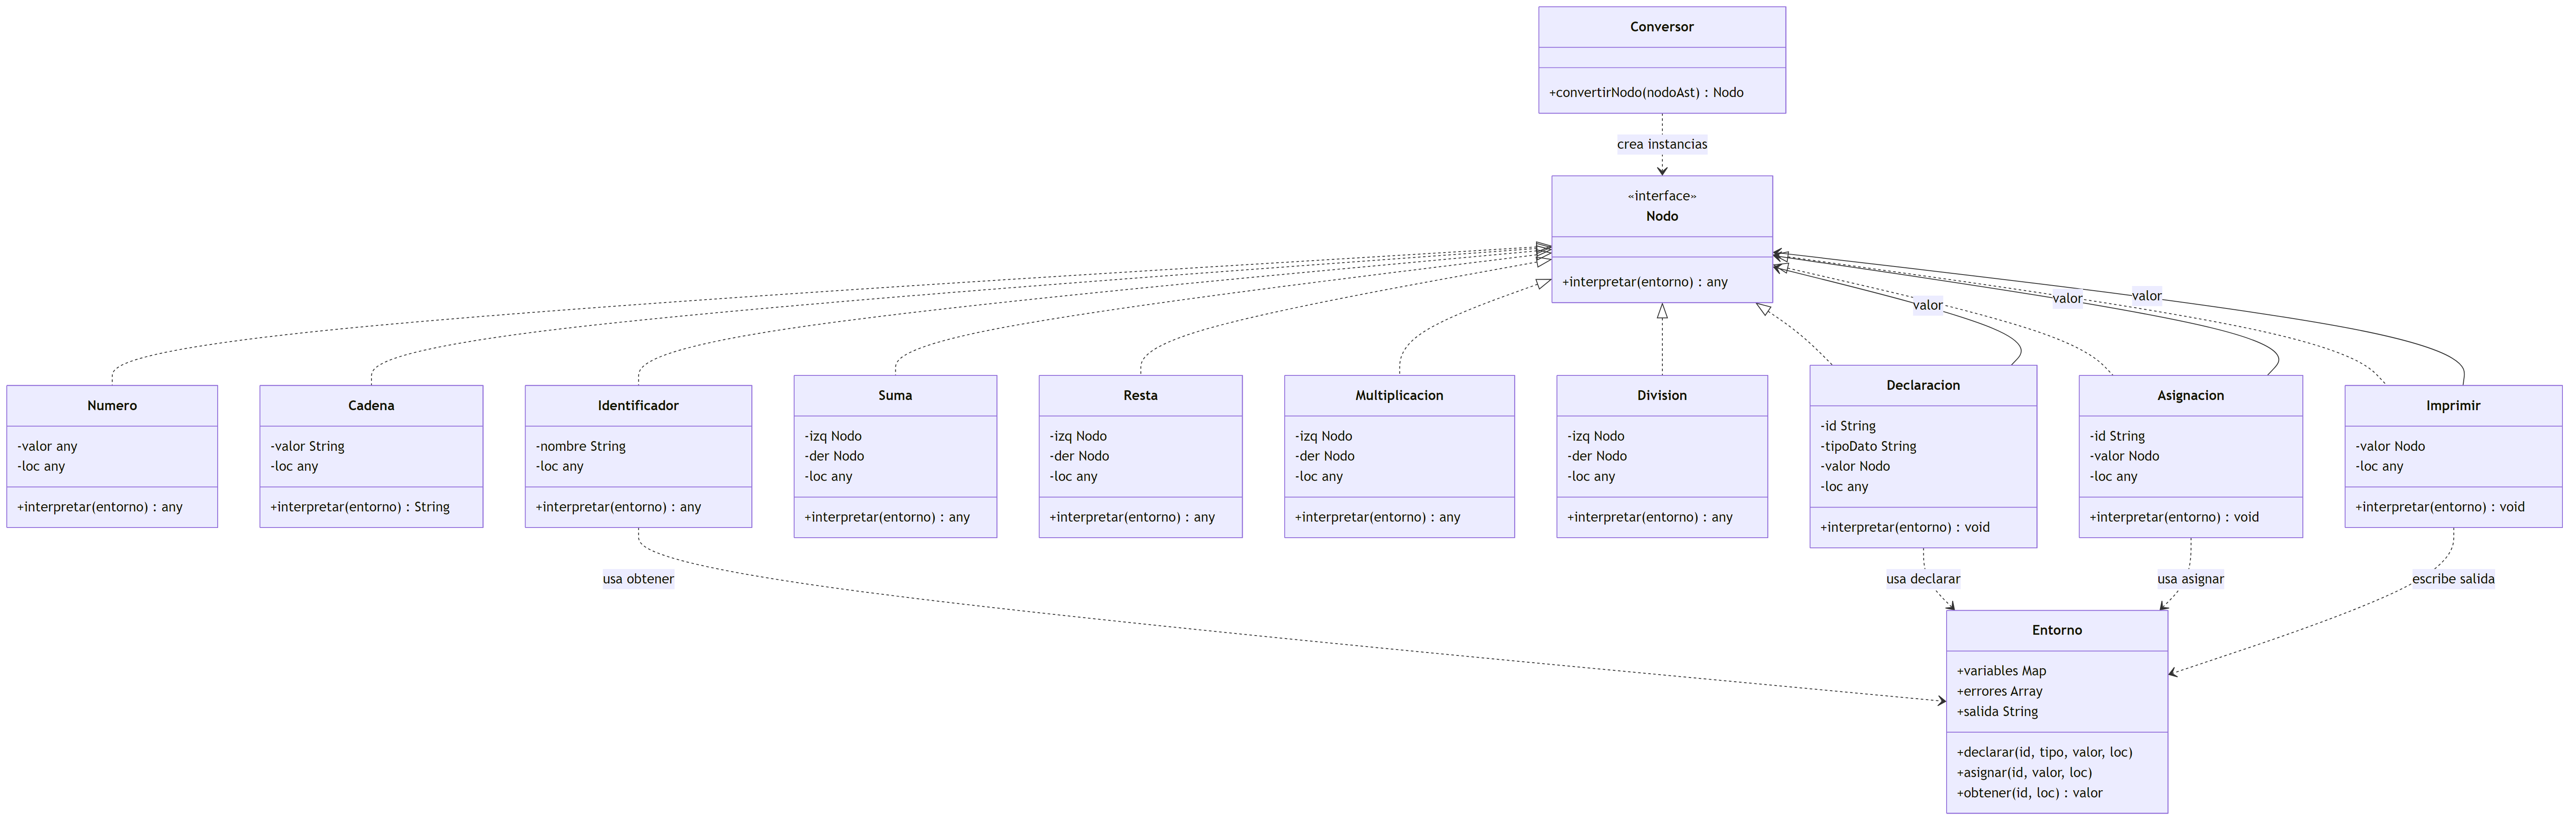 Conversor
+convertirNodo(nodoAst) : Nodo
crea instancias
«interface»
Nodo
+interpretar(entorno) : any
valor
valor
valor
Numero
-valor any
-loc any
+interpretar(entorno) : any
Cadena
-valor String
-loc any
+interpretar(entorno) : String
Identificador
-nombre String
-loc any
+interpretar(entorno) : any
Suma
-izq Nodo
-der Nodo
-loc any
+interpretar(entorno) : any
Resta
-izq Nodo
-der Nodo
-loc any
+interpretar(entorno) : any
Multiplicacion
-izq Nodo
-der Nodo
-loc any
+interpretar(entorno) : any
Division
-izq Nodo
-der Nodo
-loc any
+interpretar(entorno) : any
Declaracion
-id String
-tipoDato String
-valor Nodo
-loc any
+interpretar(entorno) : void
Asignacion
-id String
-valor Nodo
-loc any
+interpretar(entorno) : void
Imprimir
-valor Nodo
-loc any
+interpretar(entorno) : void
usa obtener
usa declarar
usa asignar
escribe salida
Entorno
+variables Map
+errores Array
+salida String
+declarar(id, tipo, valor, loc)
+asignar(id, valor, loc)
+obtener(id, loc) : valor